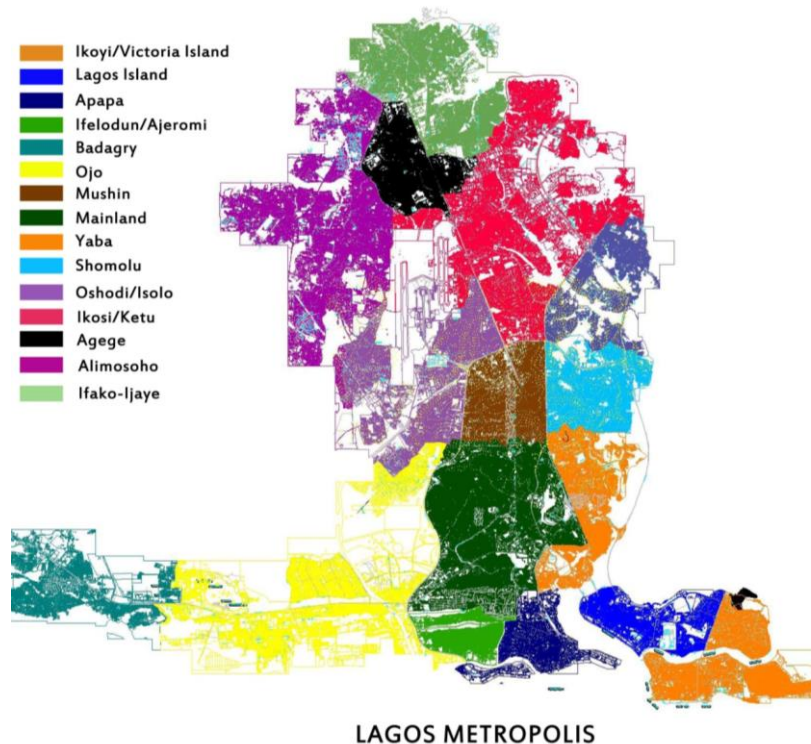 Ikoyi/Victoria Island
Lagos Island
Apapa
Ifelodun/Ajeromi
Badagry
Ojo
Mushin
Mainland
Yaba
Shomolu
Oshodi/Isolo
Ikosi/Ketu
Agege
Alimosoho
Ifako-Ijaye
LAGOS METROPOLIS